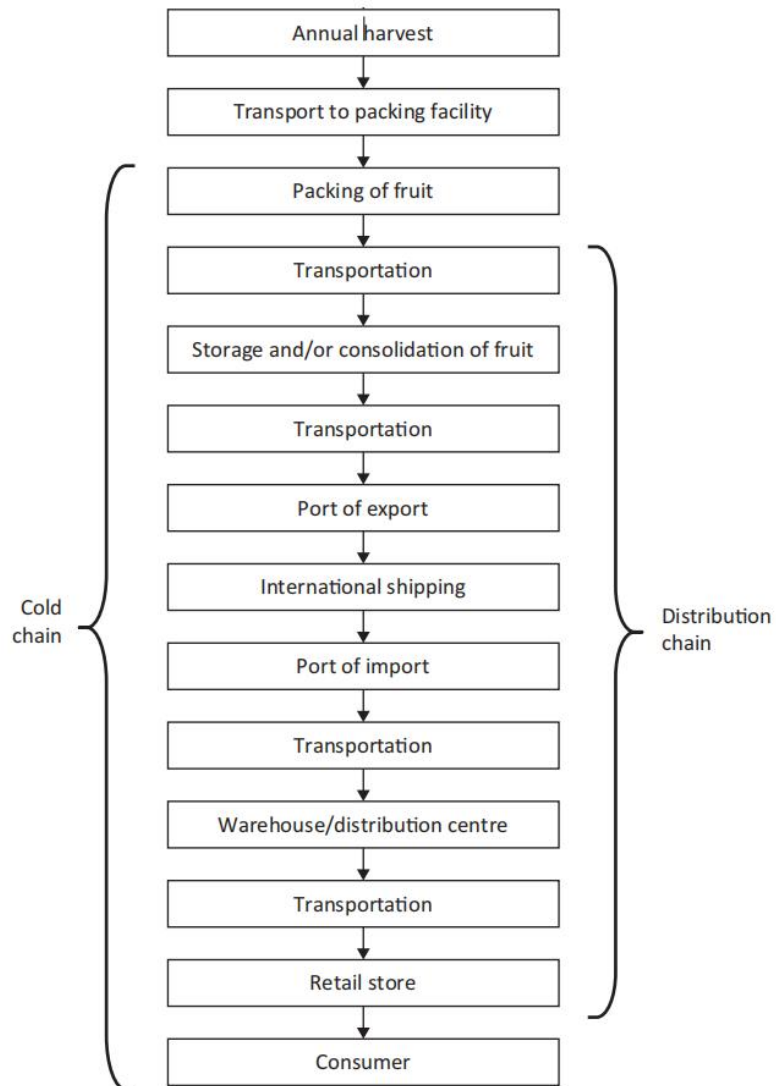 Annual harvest
Transport to packing facility
Packing of fruit
Transportation
Storage and/or consolidation of fruit
Transportation
Port of export
International shipping
Port of import
Transportation
Warehouse/distribution centre
Transportation
Retail store
Consumer
Cold
chain
Distribution
chain